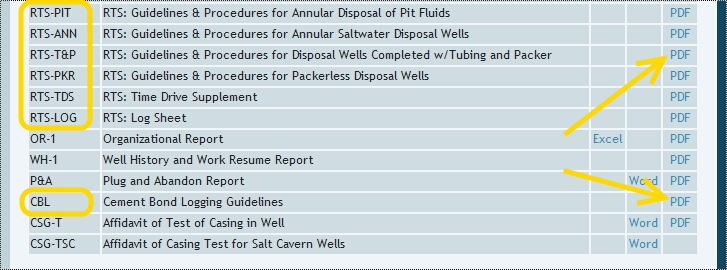 RTS-PIT RTS: Guidelines & Procedures for Annular Disposal of Pit Fluids PDF
RTS-ANN RTS: Guidelines & Procedures for Annular Saltwater Disposal Wells PDF
RTS-T&P RTS: Guidelines & Procedures for Disposal Wells Completed w/Tubing and Packer PDF
RTS-PKR RTS: Guidelines & Procedures for Packerless Disposal Wells PDF
RTS-TDS RTS: Time Drive Supplement PDF
RTS-LOG RTS: Log Sheet PDF
OR-1 Organizational Report Excel PDF
WH-1 Well History and Work Resume Report PDF
P&A Plug and Abandon Report Word PDF
CBL Cement Bond Logging Guidelines PDF
CSG-T Affidavit of Test of Casing in Well Word PDF
CSG-TSC Affidavit of Casing Test for Salt Cavern Wells Word